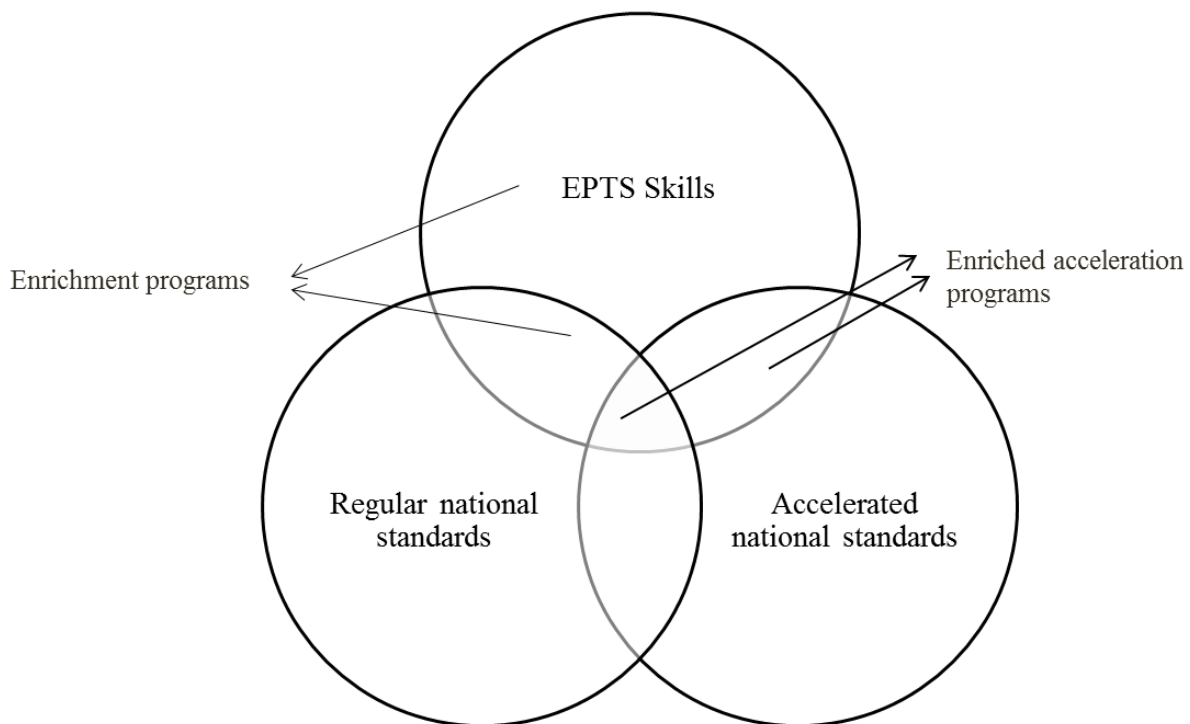 EPTS Skills
Enrichment programs
Enriched acceleration
programs
Regular national
standards
Accelerated
national standards